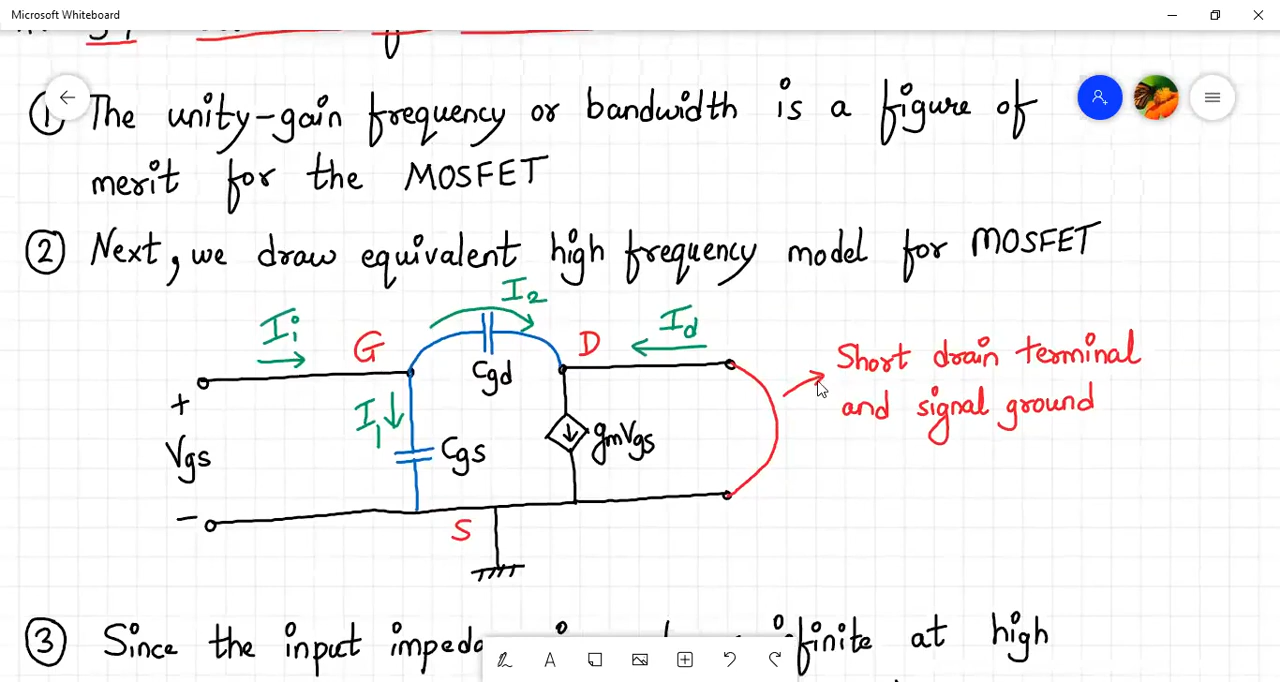 Microsoft Whiteboard
① The unity-gain frequency or bandwidth is a figure of
merit for the MOSFET
② Next, we draw equivalent high frequency model for MOSFET
Ii
G
I2
Cgd
D
Id
Short drain terminal
and signal ground
+
Vgs
−
I1
Cgs
gmVgs
S
③ Since the input
at high
A